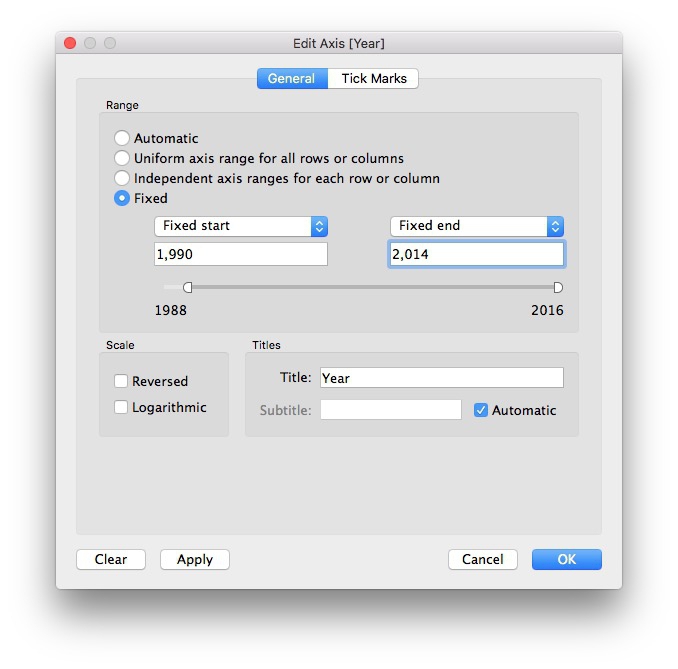 Edit Axis [Year]
General Tick Marks
Range
Automatic
Uniform axis range for all rows or columns
Independent axis ranges for each row or column
Fixed
Fixed start Fixed end
1,990 2,014
1988 2016
Scale Titles
Reversed Title: Year
Logarithmic Subtitle: Automatic
Clear Apply Cancel OK